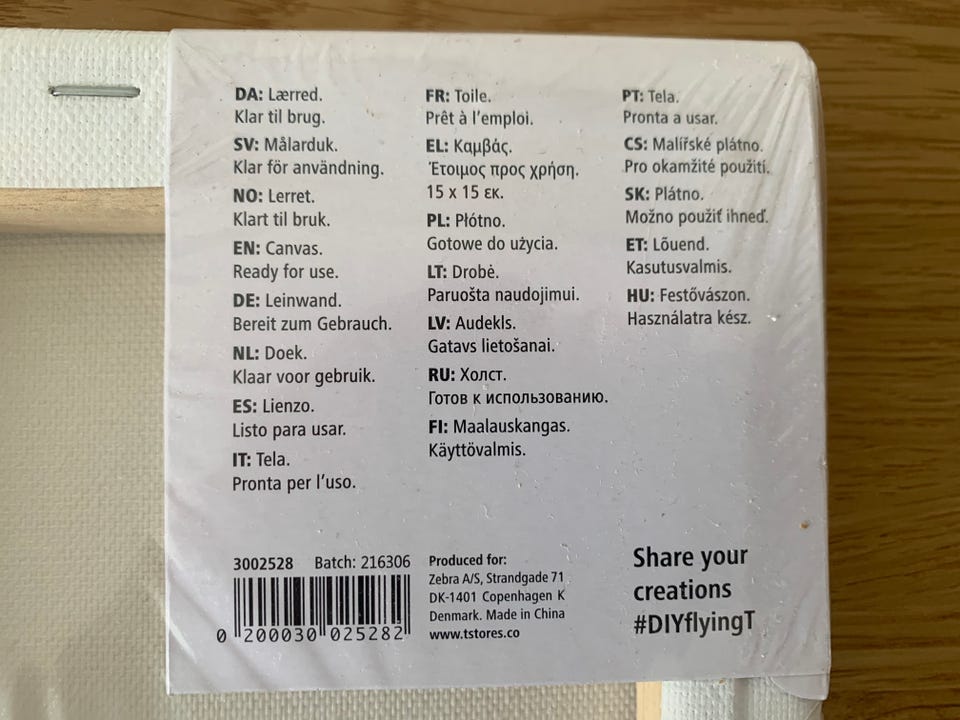 DA: Lærred.
Klar til brug.
SV: Målarduk.
Klar för användning.
NO: Lerret.
Klart til bruk.
EN: Canvas.
Ready for use.
DE: Leinwand.
Bereit zum Gebrauch.
NL: Doek.
Klaar voor gebruik.
ES: Lienzo.
Listo para usar.
IT: Tela.
Pronta per l'uso.
FR: Toile.
Prêt à l'emploi.
EL: Καμβάς.
Έτοιμος προς χρήση.
15 x 15 εκ.
PL: Płótno.
Gotowe do użycia.
LT: Drobė.
Paruošta naudojimui.
LV: Audekls.
Gatavs lietošanai.
RU: Холст.
Готов к использованию.
FI: Maalauskangas.
Käyttövalmis.
PT: Tela.
Pronta a usar.
CS: Malířské plátno.
Pro okamžité použití.
SK: Plátno.
Možno použiť ihneď.
ET: Lõuend.
Kasutusvalmis.
HU: Festővászon.
Használatra kész.
3002528 Batch: 216306
0 200030 025282
Produced for:
Zebra A/S, Strandgade 71
DK-1401 Copenhagen K
Denmark. Made in China
www.tstores.co
Share your
creations
#DIYflyingT